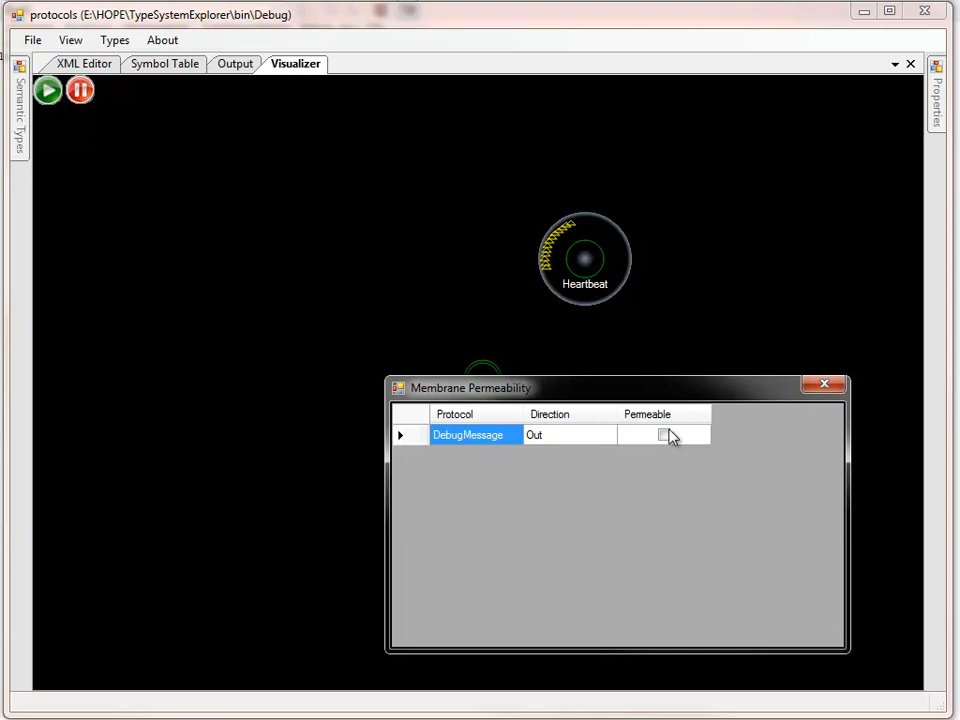 protocols (E:\HOPE\TypeSystemExplorer\bin\Debug)
File View Types About
XML Editor Symbol Table Output Visualizer
Semantic Types
Properties
Heartbeat
Membrane Permeability
Protocol Direction Permeable
DebugMessage Out